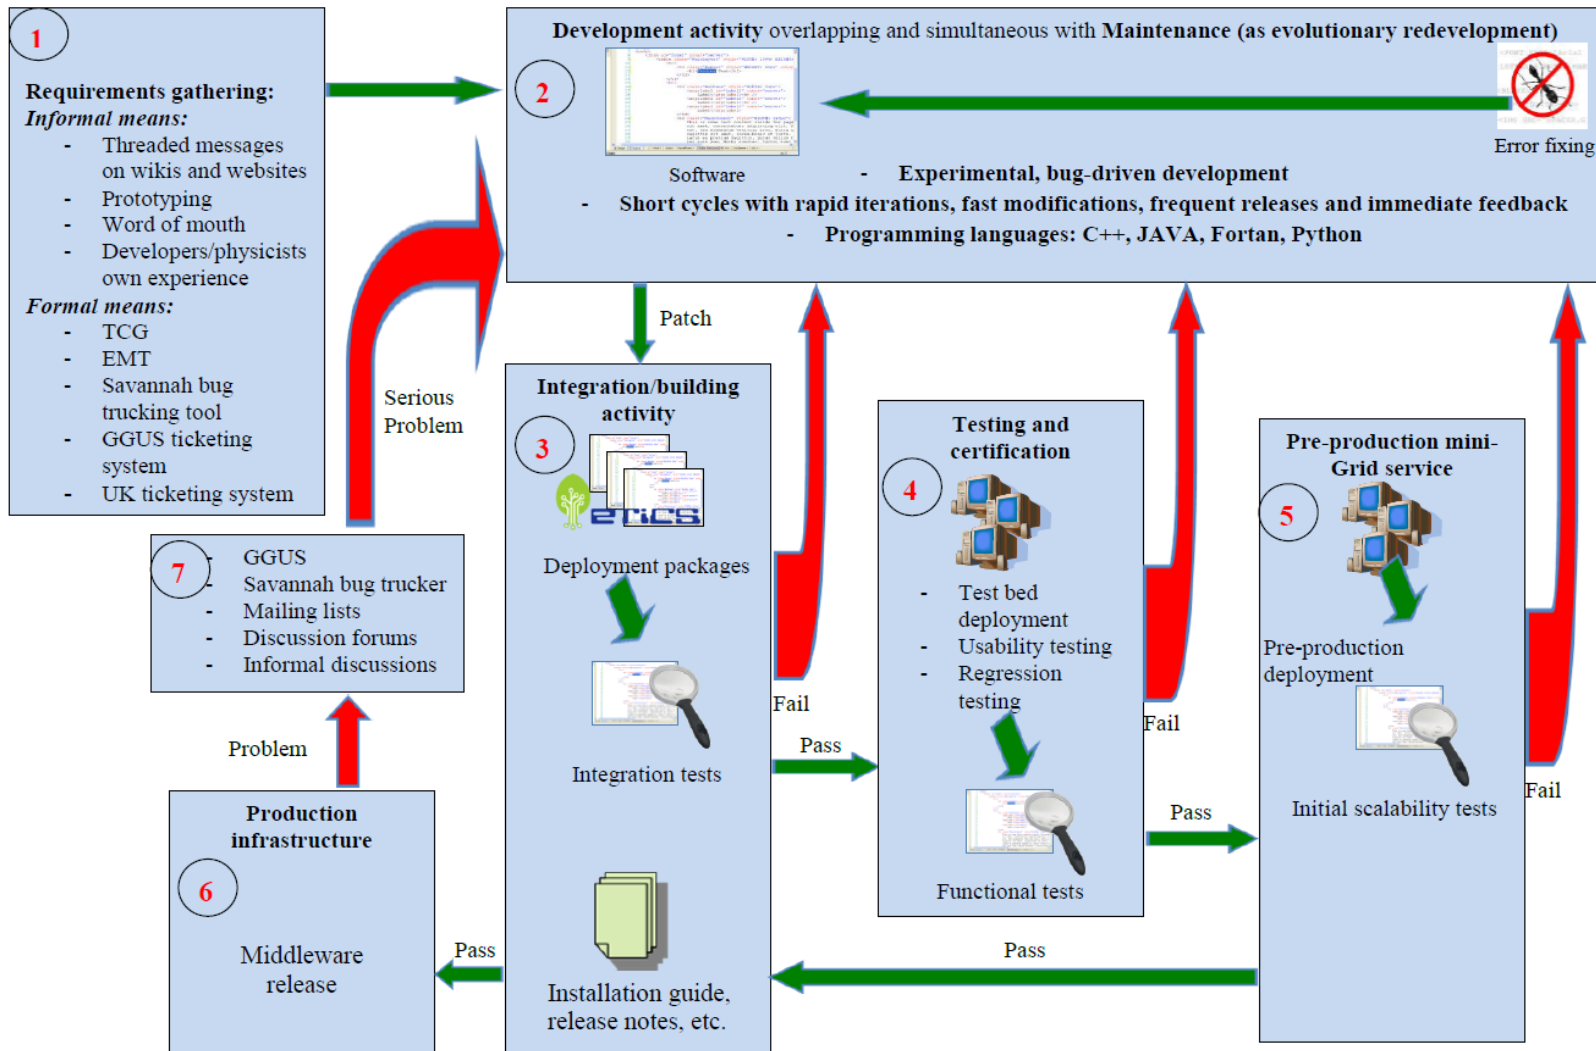 1
Requirements gathering:
Informal means:
- Threaded messages
on wikis and websites
- Prototyping
- Word of mouth
- Developers/physicists
own experience
Formal means:
- TCG
- EMT
- Savannah bug
trucking tool
- GGUS ticketing
system
- UK ticketing system
Development activity overlapping and simultaneous with Maintenance (as evolutionary redevelopment)
2
Software
Error fixing
- Experimental, bug-driven development
- Short cycles with rapid iterations, fast modifications, frequent releases and immediate feedback
- Programming languages: C++, JAVA, Fortan, Python
Patch
Serious
Problem
Integration/building
activity
3
eTICS
Deployment packages
Integration tests
Installation guide,
release notes, etc.
Fail
Pass
Testing and
certification
4
- Test bed
deployment
- Usability testing
- Regression
testing
Functional tests
Fail
Pass
Pre-production mini-
Grid service
5
Pre-production
deployment
Initial scalability tests
Fail
Pass
Pass
Production
infrastructure
6
Middleware
release
Problem
7
- GGUS
- Savannah bug trucker
- Mailing lists
- Discussion forums
- Informal discussions